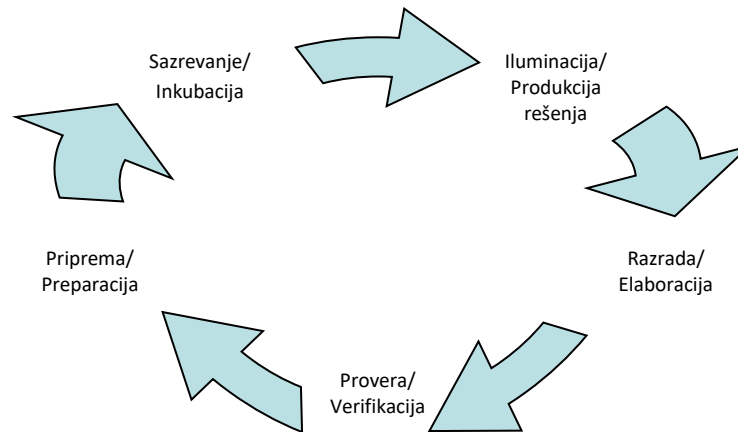 Sazrevanje/
Inkubacija
Iluminacija/
Produkcija
rešenja
Priprema/
Preparacija
Razrada/
Elaboracija
Provera/
Verifikacija